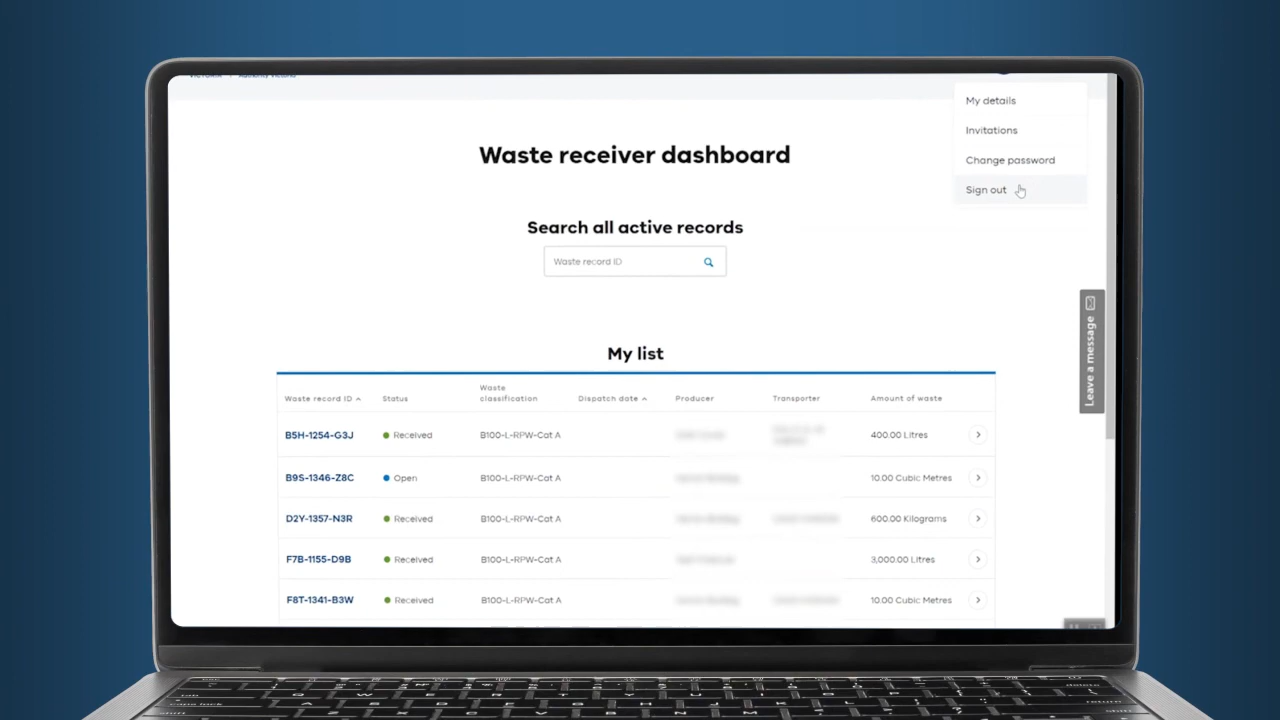 My details
Invitations
Change password
Sign out
Waste receiver dashboard
Search all active records
Waste record ID
Leave a message
My list
Waste record ID Status Waste classification Dispatch date Producer Transporter Amount of waste
B5H-1254-G3J Received B100-L-RPW-Cat A 400.00 Litres
B9S-1346-Z8C Open B100-L-RPW-Cat A 10.00 Cubic Metres
D2Y-1357-N3R Received B100-L-RPW-Cat A 600.00 Kilograms
F7B-1155-D9B Received B100-L-RPW-Cat A 3,000.00 Litres
F8T-1341-B3W Received B100-L-RPW-Cat A 10.00 Cubic Metres